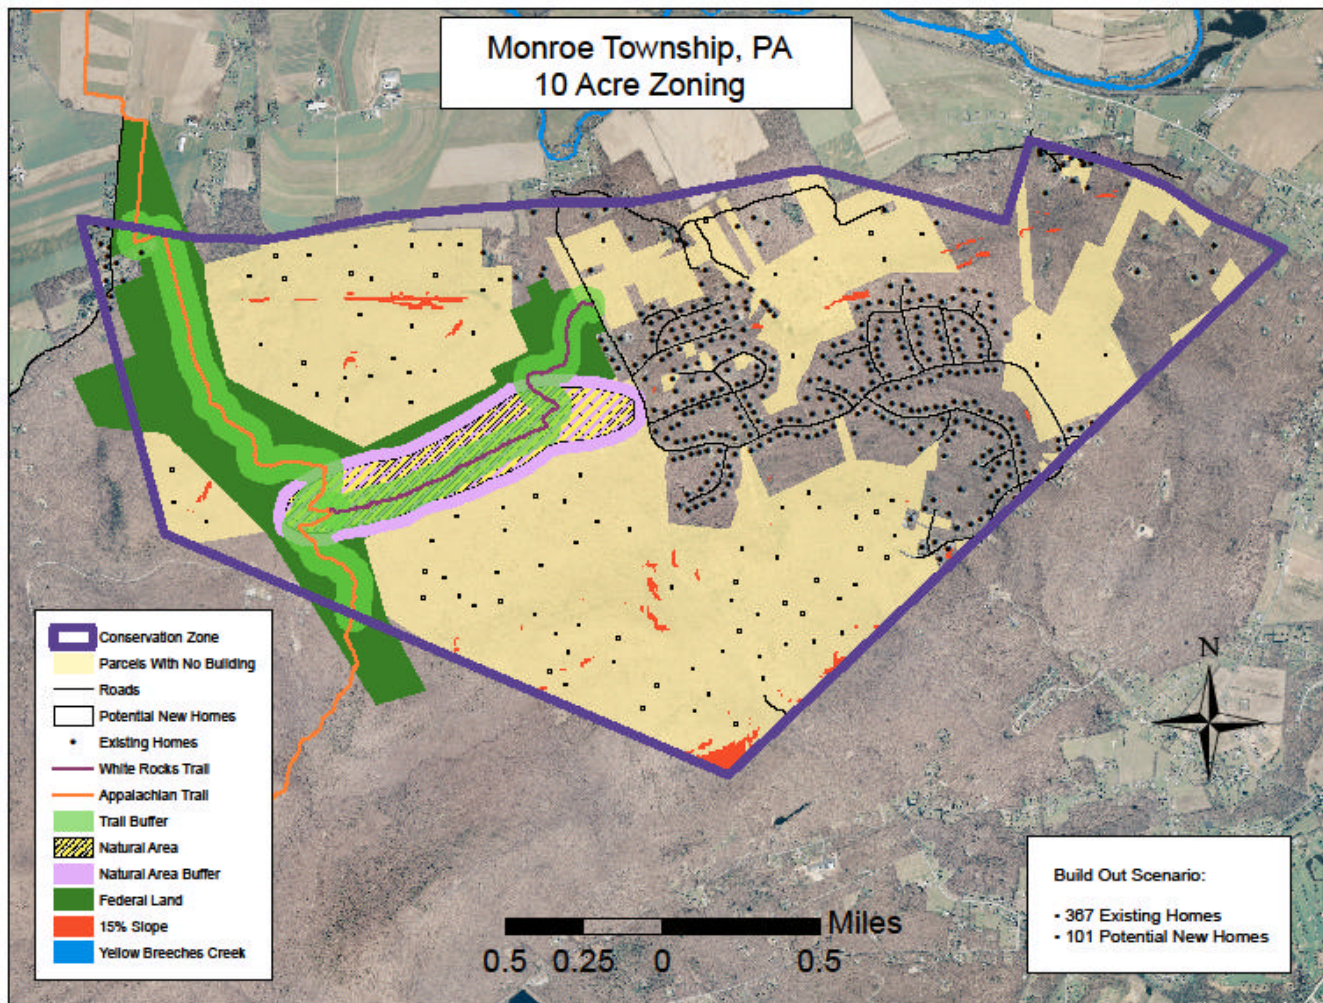 Monroe Township, PA
10 Acre Zoning
Conservation Zone
Parcels With No Building
Roads
Potential New Homes
Existing Homes
White Rocks Trail
Appalachian Trail
Trail Buffer
Natural Area
Natural Area Buffer
Federal Land
15% Slope
Yellow Breeches Creek
N
Miles
0.5 0.25 0 0.5
Build Out Scenario:
- 367 Existing Homes
- 101 Potential New Homes